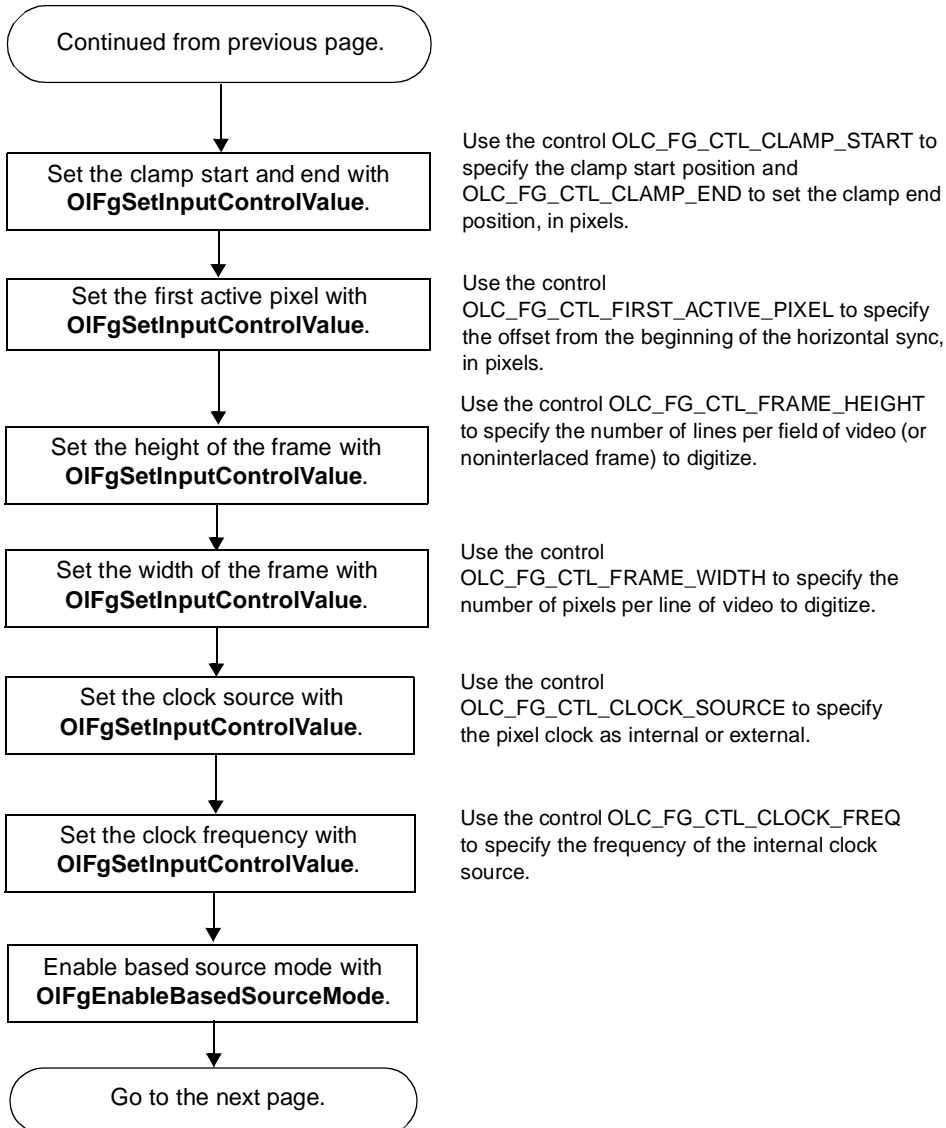 Continued from previous page.
Set the clamp start and end with
OlFgSetInputControlValue.
Use the control OLC_FG_CTL_CLAMP_START to
specify the clamp start position and
OLC_FG_CTL_CLAMP_END to set the clamp end
position, in pixels.
Set the first active pixel with
OlFgSetInputControlValue.
Use the control
OLC_FG_CTL_FIRST_ACTIVE_PIXEL to specify
the offset from the beginning of the horizontal sync,
in pixels.
Set the height of the frame with
OlFgSetInputControlValue.
Use the control OLC_FG_CTL_FRAME_HEIGHT
to specify the number of lines per field of video (or
noninterlaced frame) to digitize.
Set the width of the frame with
OlFgSetInputControlValue.
Use the control
OLC_FG_CTL_FRAME_WIDTH to specify the
number of pixels per line of video to digitize.
Set the clock source with
OlFgSetInputControlValue.
Use the control
OLC_FG_CTL_CLOCK_SOURCE to specify
the pixel clock as internal or external.
Set the clock frequency with
OlFgSetInputControlValue.
Use the control OLC_FG_CTL_CLOCK_FREQ
to specify the frequency of the internal clock
source.
Enable based source mode with
OlFgEnableBasedSourceMode.
Go to the next page.